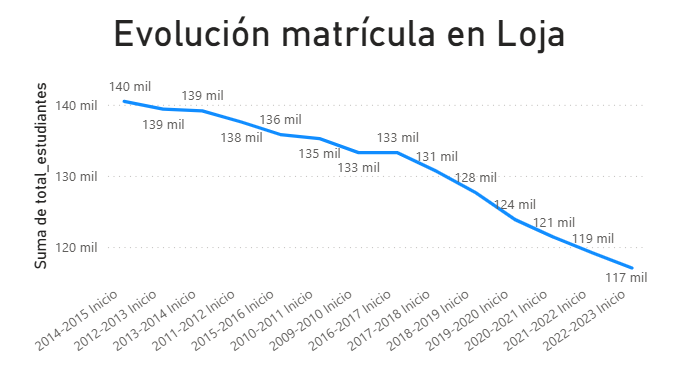 Evolución matrícula en Loja
Suma de total_estudiantes
140 mil
130 mil
120 mil
140 mil
139 mil
139 mil
138 mil
136 mil
135 mil
133 mil
133 mil
131 mil
128 mil
124 mil
121 mil
119 mil
117 mil
2014-2015 Inicio
2012-2013 Inicio
2013-2014 Inicio
2011-2012 Inicio
2015-2016 Inicio
2010-2011 Inicio
2009-2010 Inicio
2016-2017 Inicio
2017-2018 Inicio
2018-2019 Inicio
2019-2020 Inicio
2020-2021 Inicio
2021-2022 Inicio
2022-2023 Inicio